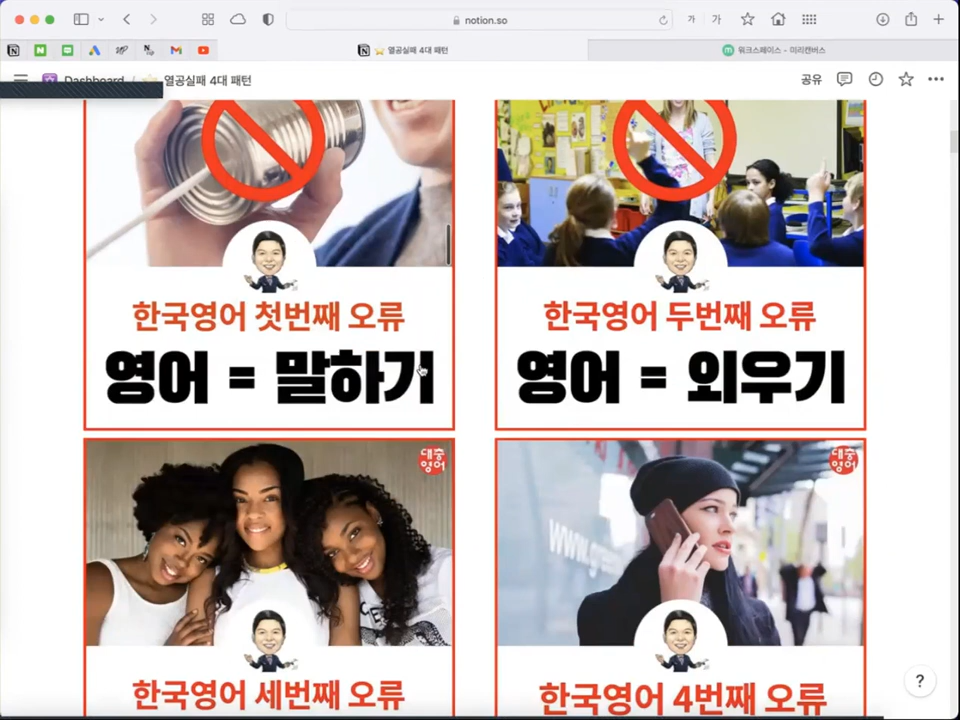 notion.so
가 가
⭐ 열공실패 4대 패턴
워크스페이스 - 미리캔버스
Dashboard / ⭐ 열공실패 4대 패턴
공유
한국영어 첫번째 오류
영어 = 말하기
한국영어 두번째 오류
영어 = 외우기
대충
영어
대충
영어
www.g
한국영어 세번째 오류
한국영어 4번째 오류
?